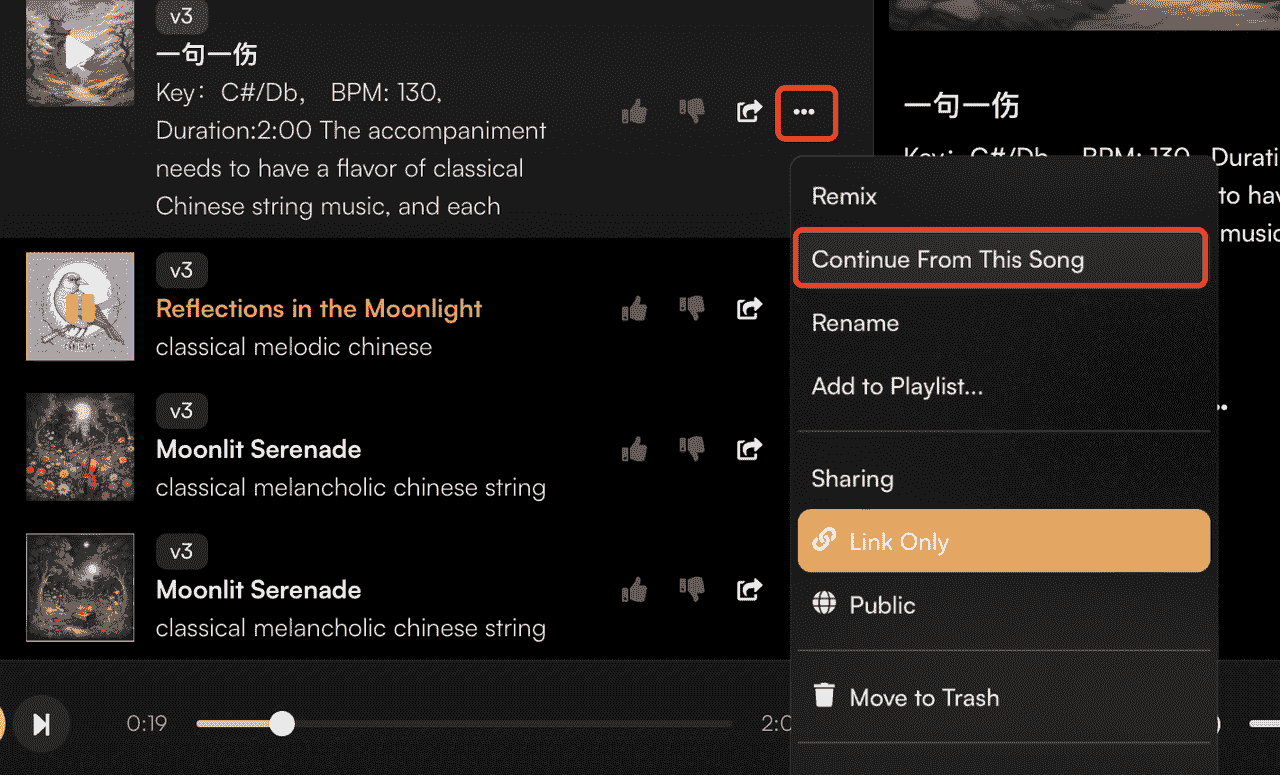 v3
一句一伤
Key： C#/Db, BPM: 130,
Duration:2:00 The accompaniment
needs to have a flavor of classical
Chinese string music, and each
v3
Reflections in the Moonlight
classical melodic chinese
v3
Moonlit Serenade
classical melancholic chinese string
v3
Moonlit Serenade
classical melancholic chinese string
0:19
一句一伤
Key： C#/Db, BPM: 130, Durati
to hav
music
Remix
Continue From This Song
Rename
Add to Playlist...
Sharing
Link Only
Public
Move to Trash